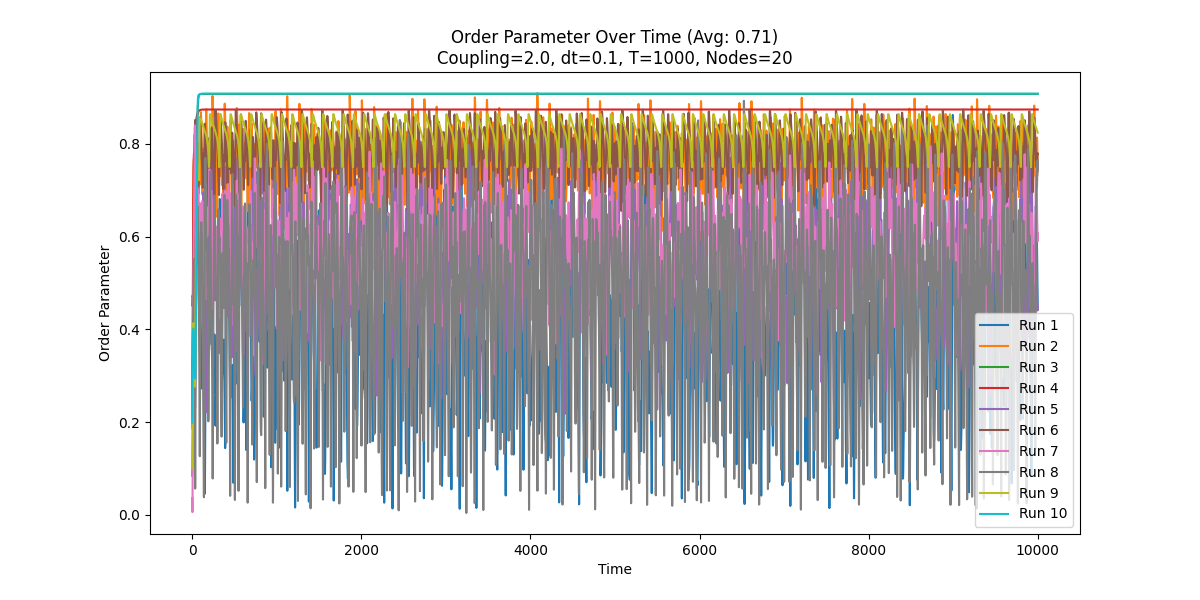 Order Parameter Over Time (Avg: 0.71)
Coupling=2.0, dt=0.1, T=1000, Nodes=20
Order Parameter
0.8
0.6
0.4
0.2
0.0
0 2000 4000 6000 8000 10000
Time
Run 1
Run 2
Run 3
Run 4
Run 5
Run 6
Run 7
Run 8
Run 9
Run 10